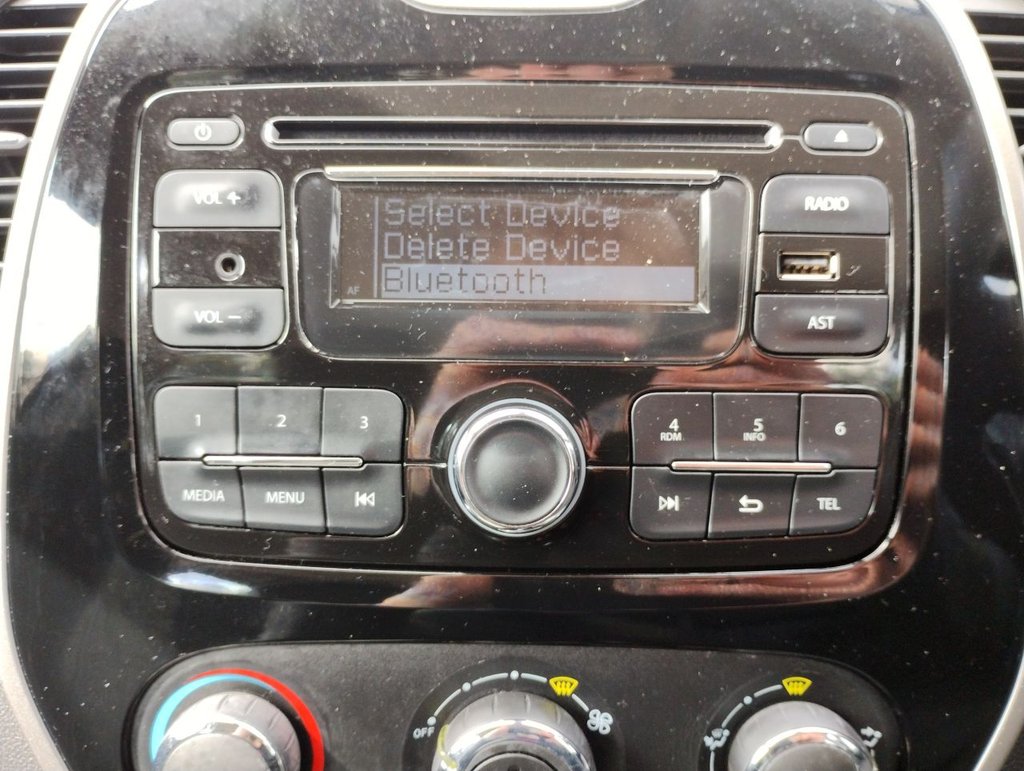 VOL +
Select Device
RADIO
Delete Device
Bluetooth
AF
VOL −
AST
1
2
3
4
RDM
5
INFO
6
MEDIA
MENU
TEL
OFF